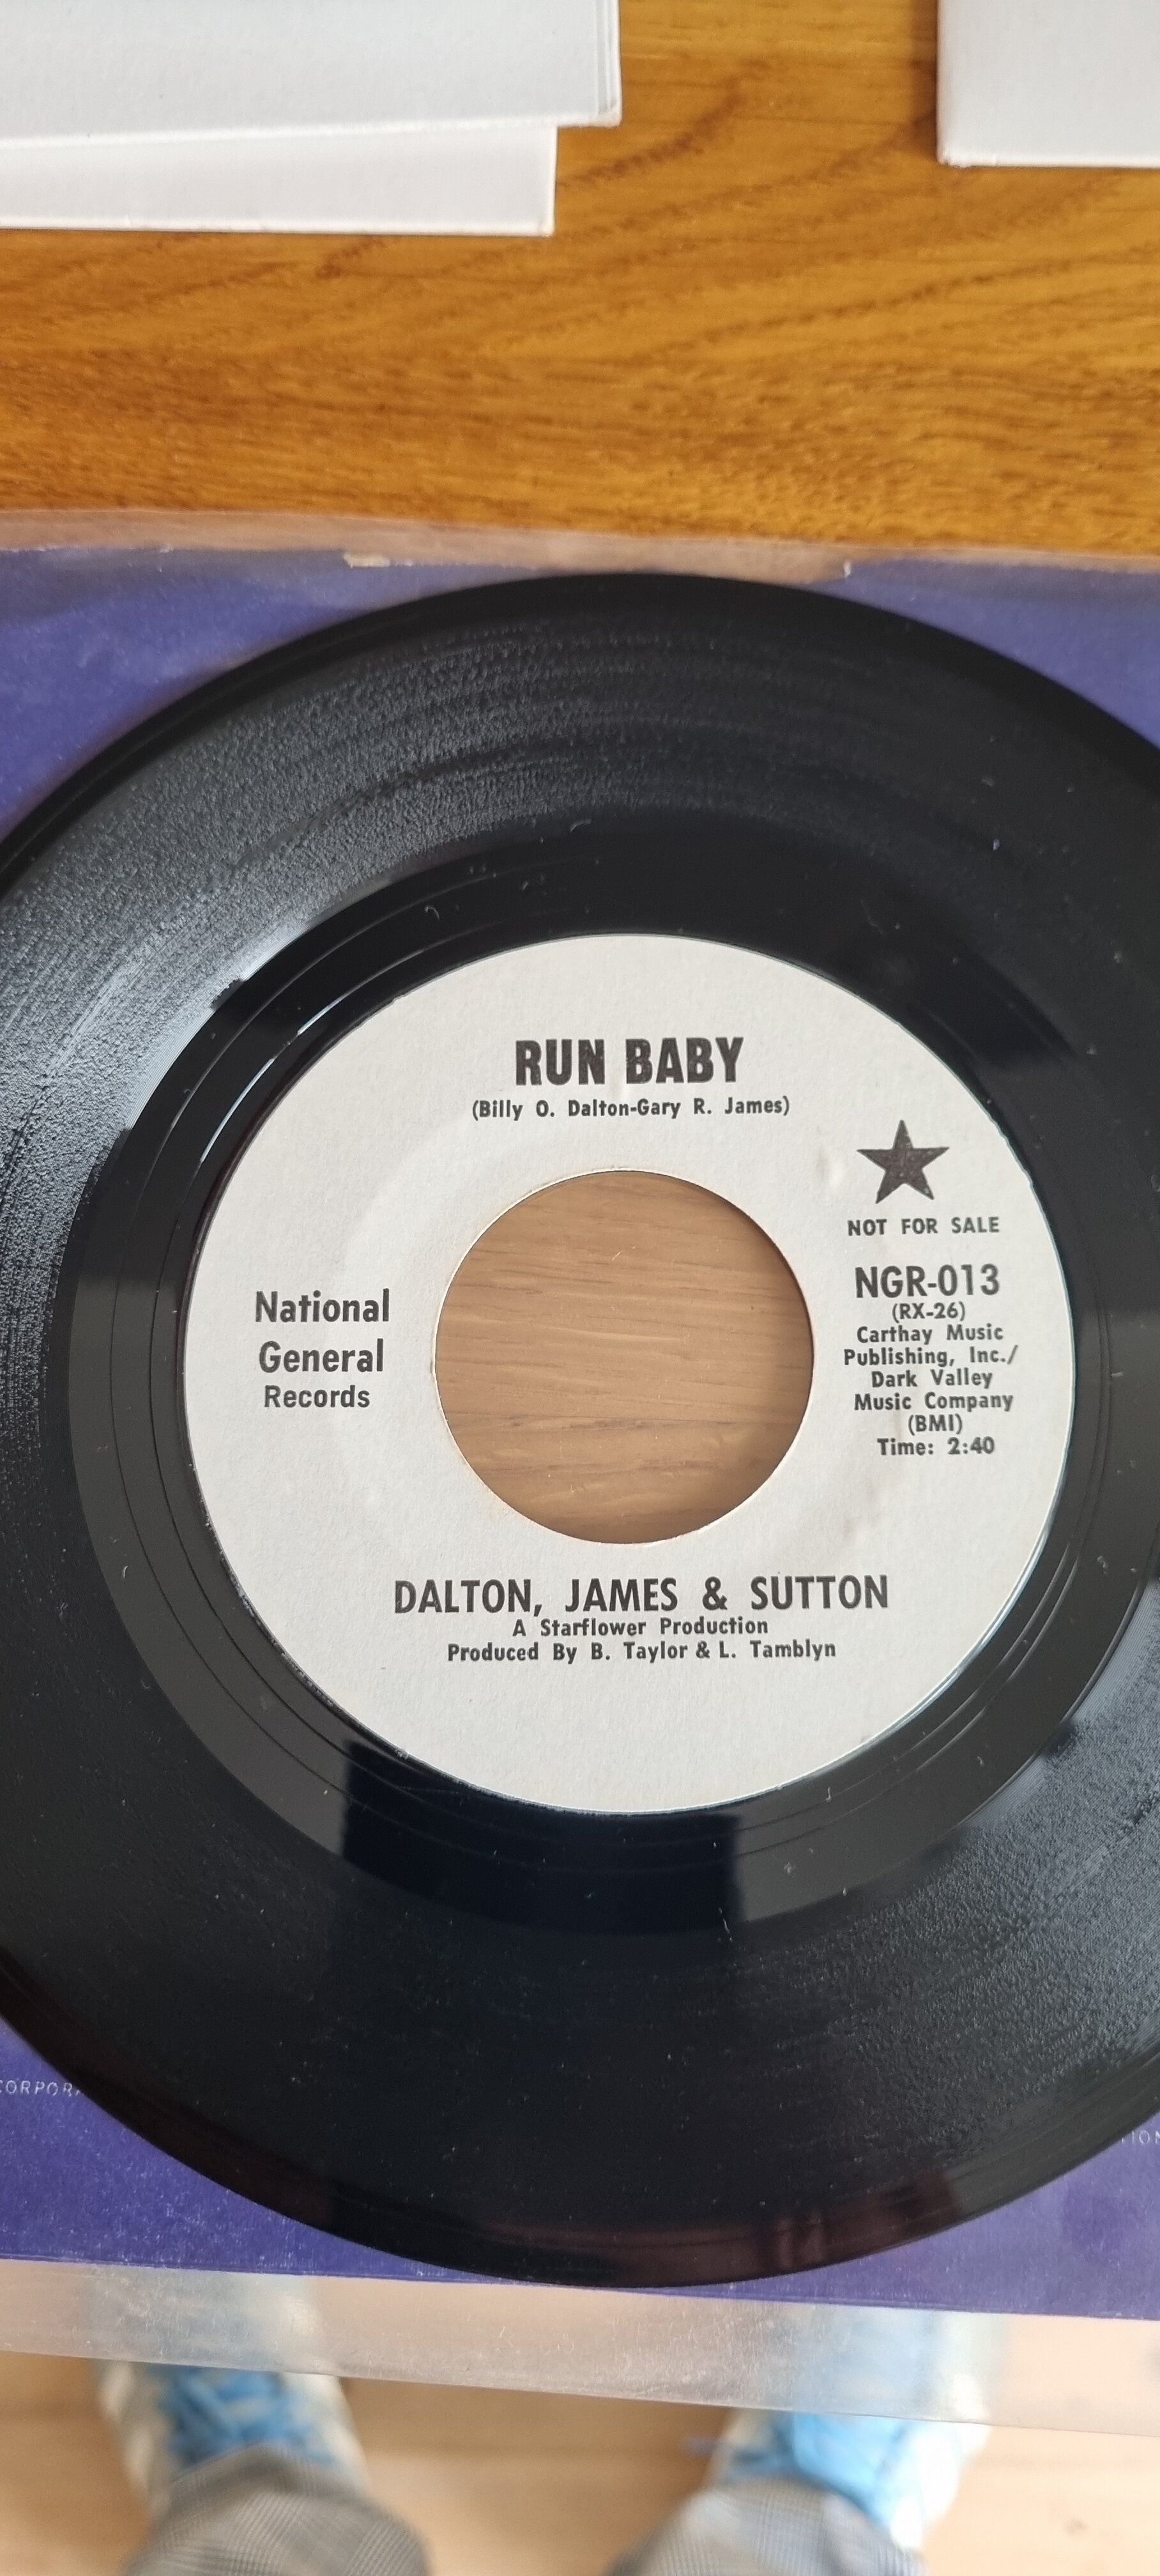 RUN BABY
(Billy O. Dalton-Gary R. James)
NOT FOR SALE
National
General
Records
NGR-013
(RX-26)
Carthay Music
Publishing, Inc./
Dark Valley
Music Company
(BMI)
Time: 2:40
DALTON, JAMES & SUTTON
A Starflower Production
Produced By B. Taylor & L. Tamblyn